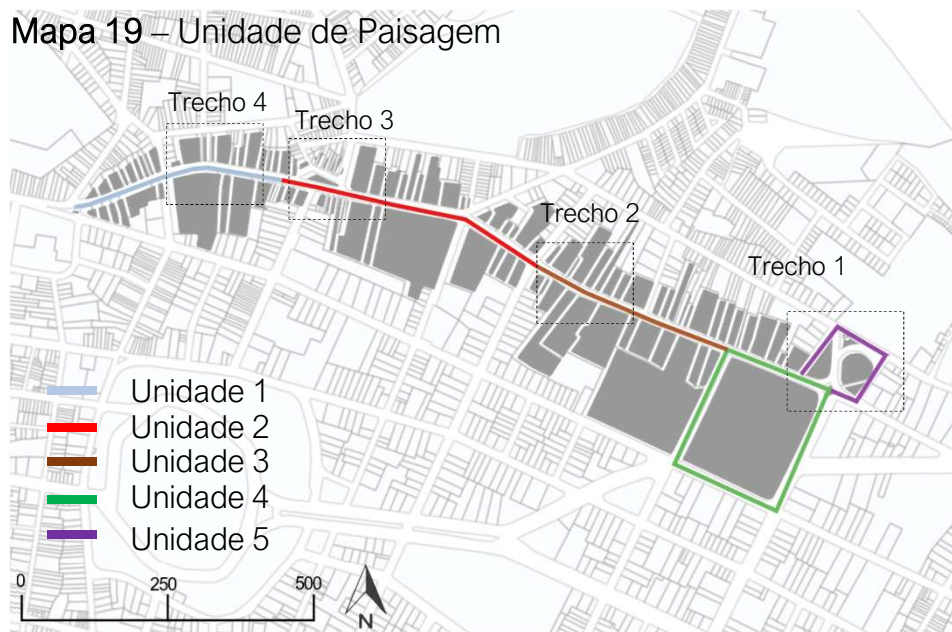 Mapa 19 – Unidade de Paisagem
Trecho 4
Trecho 3
Trecho 2
Trecho 1
Unidade 1
Unidade 2
Unidade 3
Unidade 4
Unidade 5
0 250 500
N